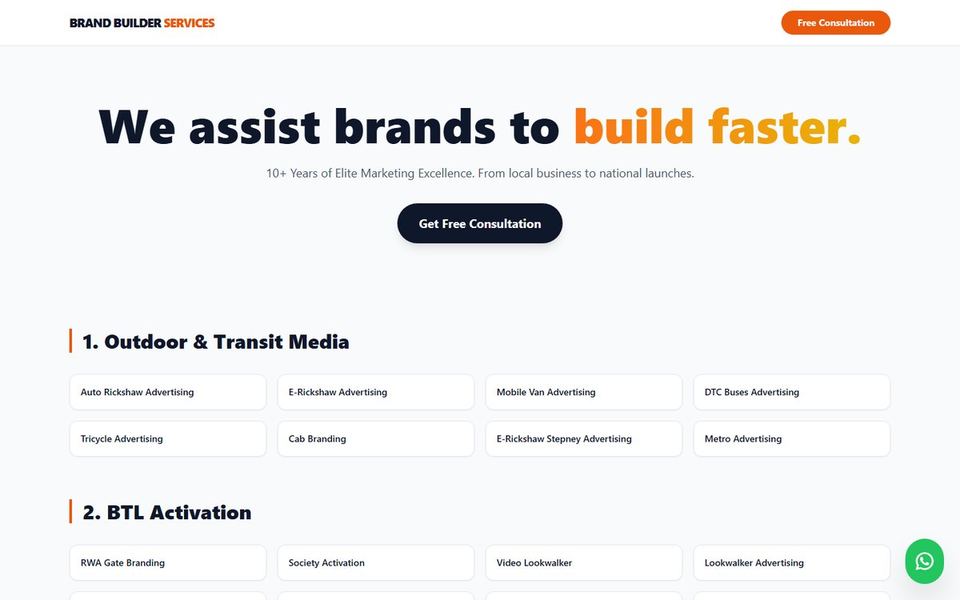 BRAND BUILDER SERVICES
Free Consultation
We assist brands to build faster.
10+ Years of Elite Marketing Excellence. From local business to national launches.
Get Free Consultation
1. Outdoor & Transit Media
Auto Rickshaw Advertising
E-Rickshaw Advertising
Mobile Van Advertising
DTC Buses Advertising
Tricycle Advertising
Cab Branding
E-Rickshaw Stepney Advertising
Metro Advertising
2. BTL Activation
RWA Gate Branding
Society Activation
Video Lookwalker
Lookwalker Advertising